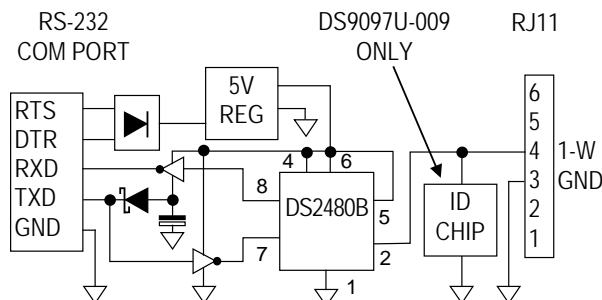 RS-232
COM PORT
DS9097U-009
ONLY
RJ11
RTS
DTR
RXD
TXD
GND
5V
REG
4
6
8
DS2480B
5
7
2
1
ID
CHIP
6
5
4
3
2
1
1-W
GND